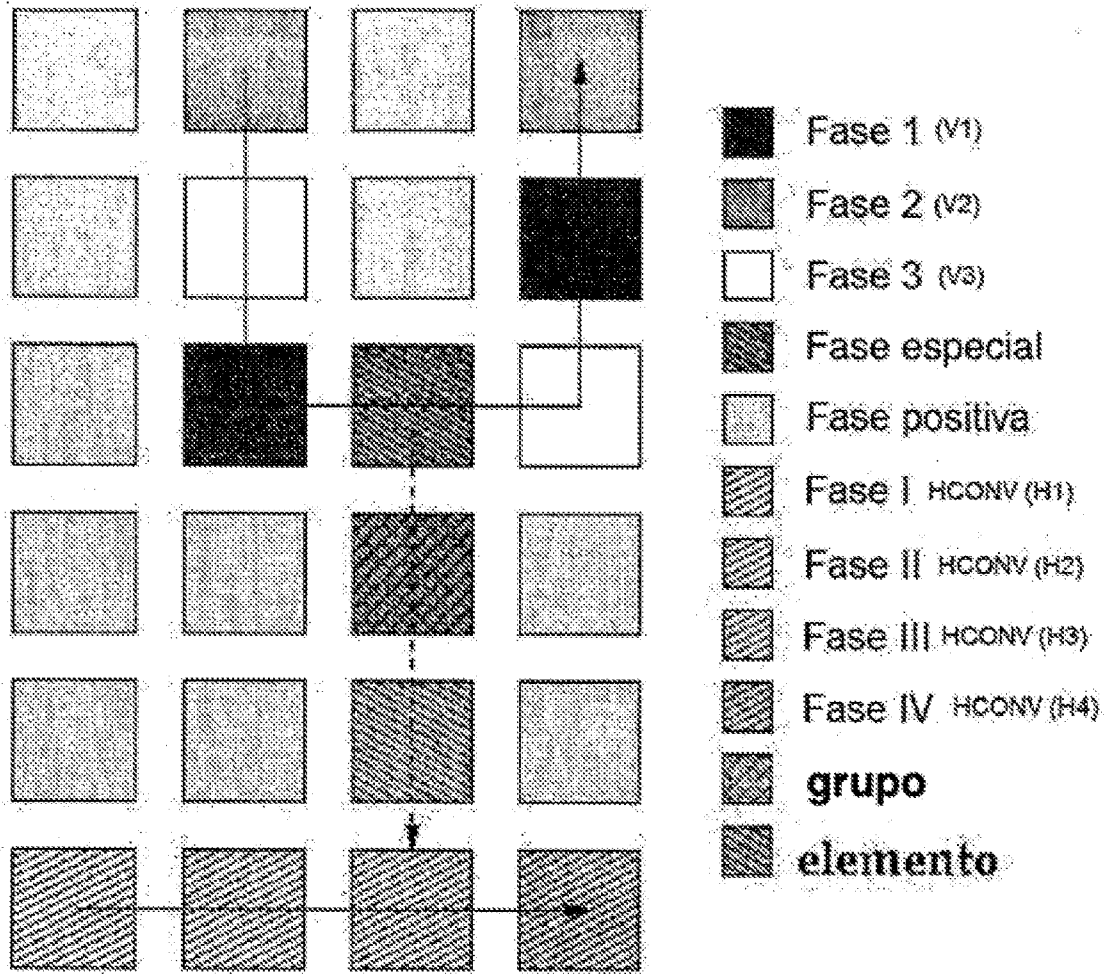 Fase 1 (V1)
Fase 2 (V2)
Fase 3 (V3)
Fase especial
Fase positiva
Fase I HCONV (H1)
Fase II HCONV (H2)
Fase III HCONV (H3)
Fase IV HCONV (H4)
grupo
elemento